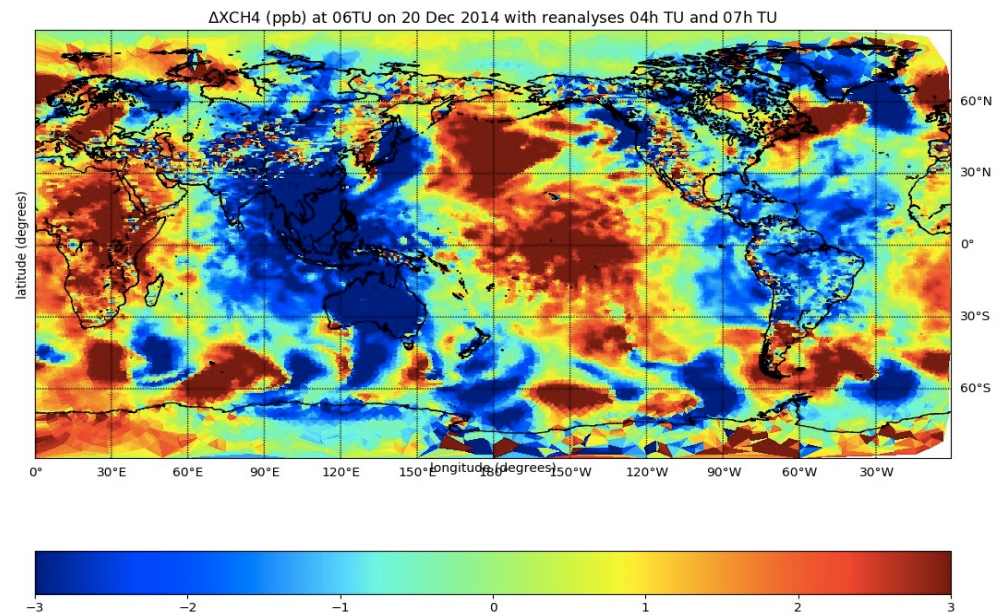 ΔXCH4 (ppb) at 06TU on 20 Dec 2014 with reanalyses 04h TU and 07h TU
latitude (degrees)
60°N
30°N
0°
30°S
60°S
0° 30°E 60°E 90°E 120°E 150°E 180° 150°W 120°W 90°W 60°W 30°W
longitude (degrees)
−3 −2 −1 0 1 2 3